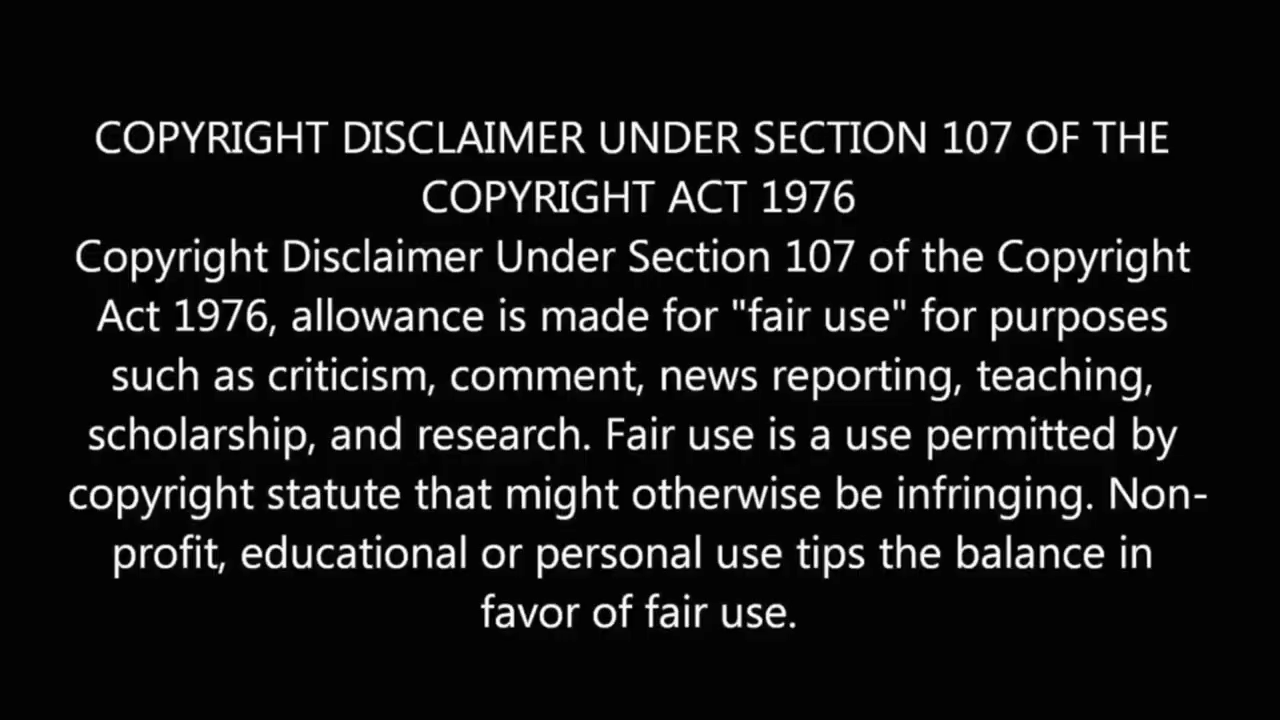 COPYRIGHT DISCLAIMER UNDER SECTION 107 OF THE
COPYRIGHT ACT 1976
Copyright Disclaimer Under Section 107 of the Copyright
Act 1976, allowance is made for "fair use" for purposes
such as criticism, comment, news reporting, teaching,
scholarship, and research. Fair use is a use permitted by
copyright statute that might otherwise be infringing. Non-
profit, educational or personal use tips the balance in
favor of fair use.